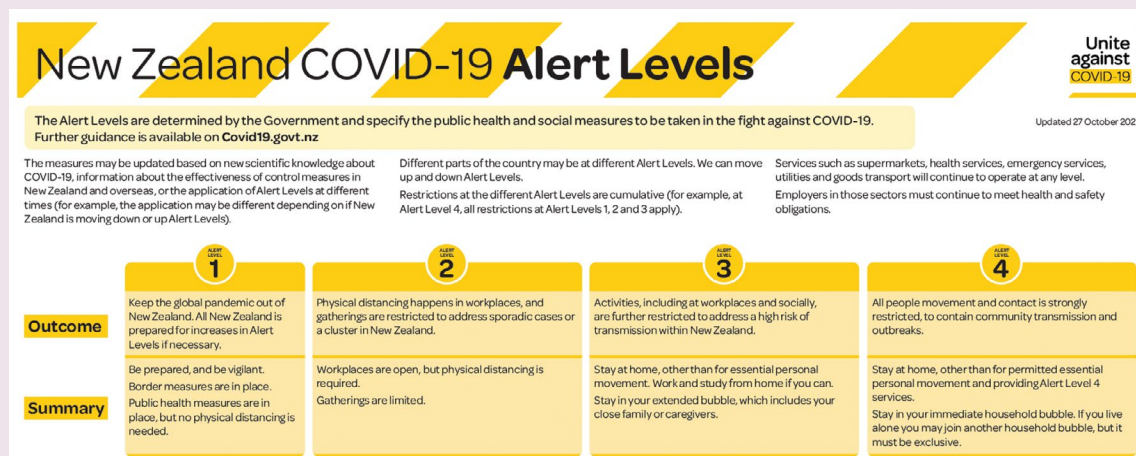 New Zealand COVID-19 Alert Levels
Unite
against
COVID-19
The Alert Levels are determined by the Government and specify the public health and social measures to be taken in the fight against COVID-19.
Further guidance is available on Covid19.govt.nz
Updated 27 October 202
The measures may be updated based on new scientific knowledge about
COVID-19, information about the effectiveness of control measures in
New Zealand and overseas, or the application of Alert Levels at different
times (for example, the application may be different depending on if New
Zealand is moving down or up Alert Levels).
Different parts of the country may be at different Alert Levels. We can move
up and down Alert Levels.
Restrictions at the different Alert Levels are cumulative (for example, at
Alert Level 4, all restrictions at Alert Levels 1, 2 and 3 apply).
Services such as supermarkets, health services, emergency services,
utilities and goods transport will continue to operate at any level.
Employers in those sectors must continue to meet health and safety
obligations.
ALERT
LEVEL
1
ALERT
LEVEL
2
ALERT
LEVEL
3
ALERT
LEVEL
4
Outcome
Keep the global pandemic out of
New Zealand. All New Zealand is
prepared for increases in Alert
Levels if necessary.
Physical distancing happens in workplaces, and
gatherings are restricted to address sporadic cases or
a cluster in New Zealand.
Activities, including at workplaces and socially,
are further restricted to address a high risk of
transmission within New Zealand.
All people movement and contact is strongly
restricted, to contain community transmission and
outbreaks.
Summary
Be prepared, and be vigilant.
Border measures are in place.
Public health measures are in
place, but no physical distancing is
needed.
Workplaces are open, but physical distancing is
required.
Gatherings are limited.
Stay at home, other than for essential personal
movement. Work and study from home if you can.
Stay in your extended bubble, which includes your
close family or caregivers.
Stay at home, other than for permitted essential
personal movement and providing Alert Level 4
services.
Stay in your immediate household bubble. If you live
alone you may join another household bubble, but it
must be exclusive.